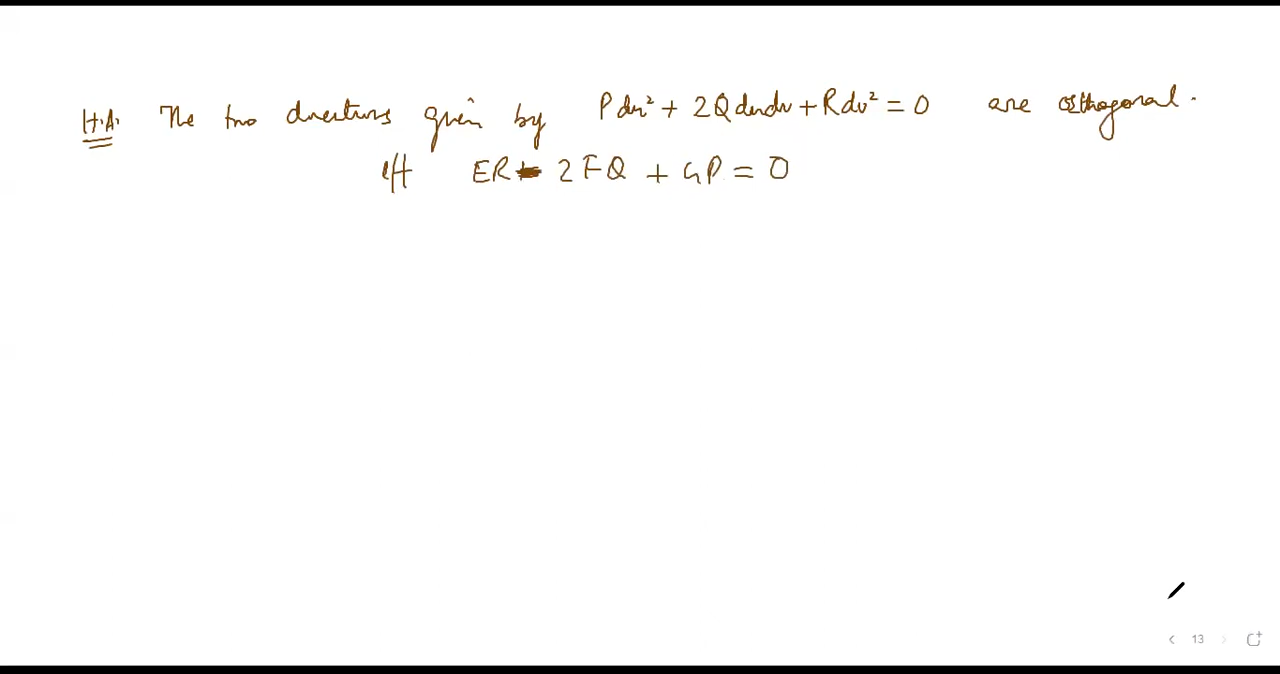 H.A. The two directions given by Pdu² + 2Qdudv + Rdv² = 0 are orthogonal.
iff ER - 2FQ + GP = 0
13